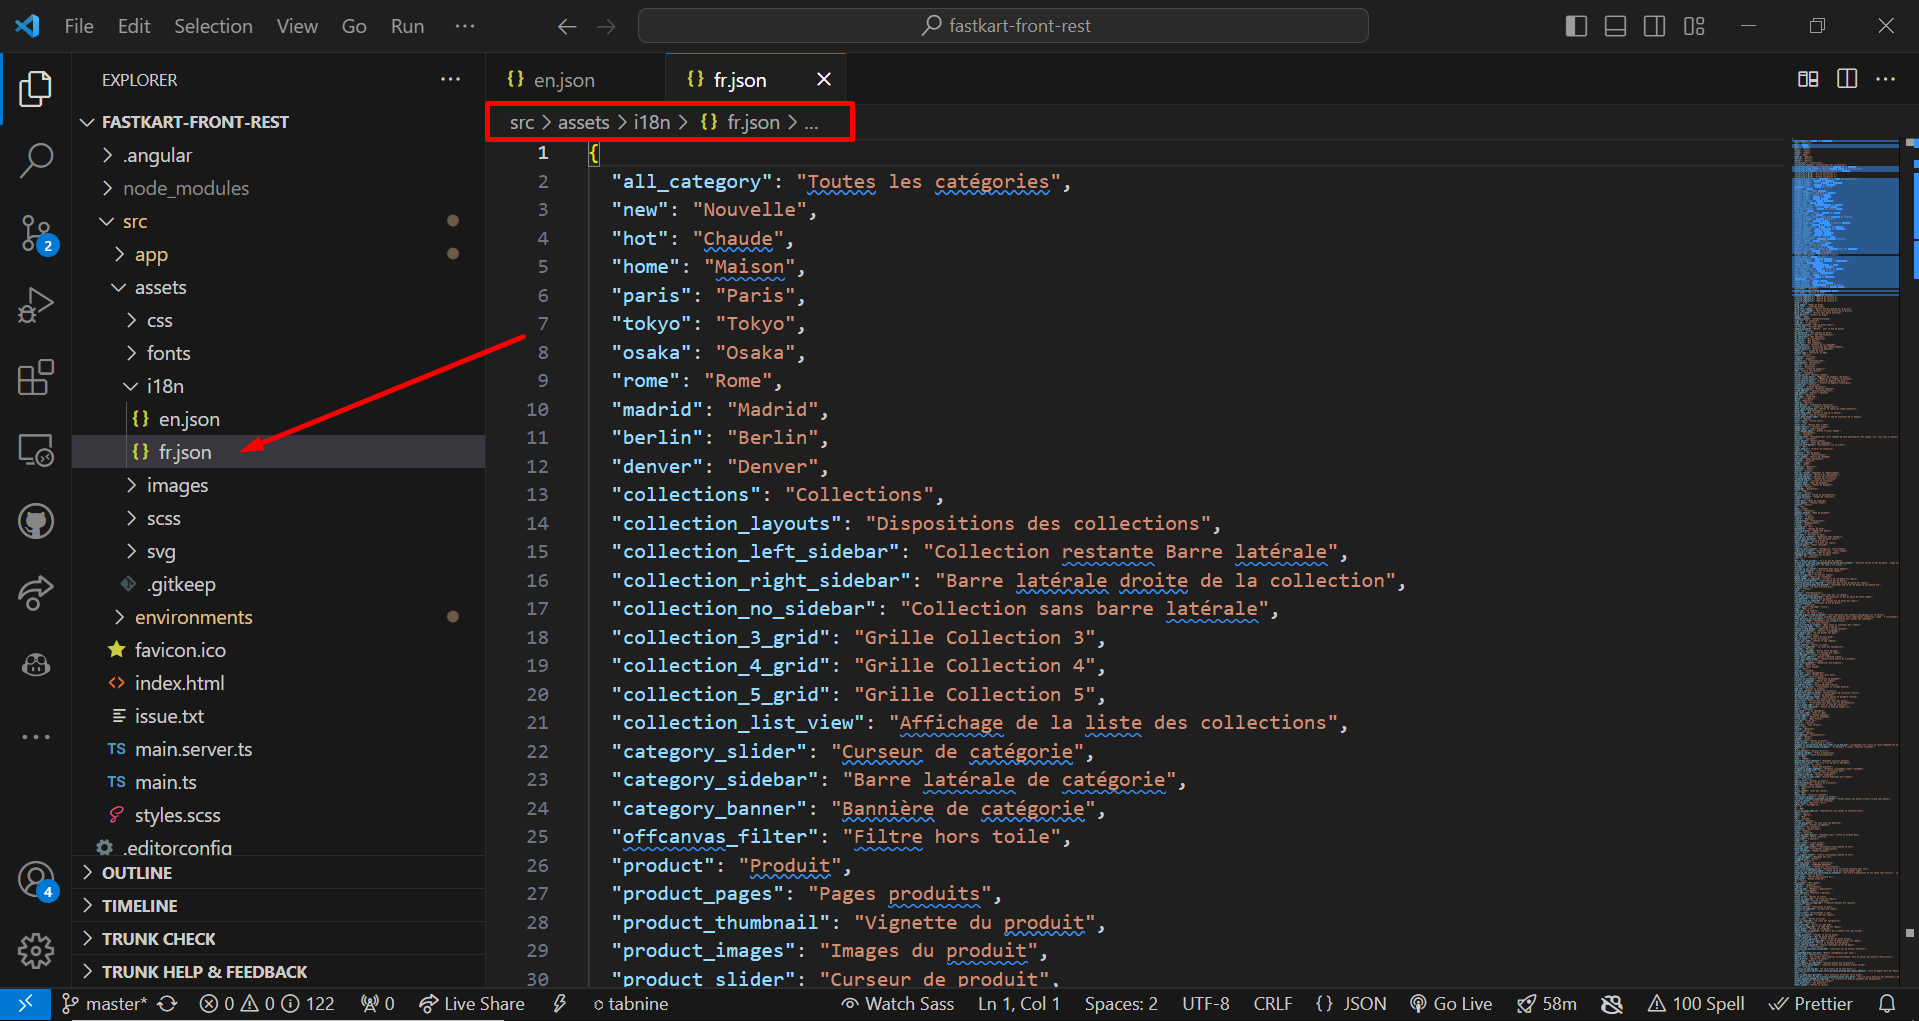 File Edit Selection View Go Run ... fastkart-front-rest
EXPLORER ...
FASTKART-FRONT-REST
.angular
node_modules
src
app
assets
css
fonts
i18n
{} en.json
{} fr.json
images
scss
svg
.gitkeep
environments
favicon.ico
<> index.html
issue.txt
TS main.server.ts
TS main.ts
styles.scss
.editorconfig
OUTLINE
TIMELINE
TRUNK CHECK
TRUNK HELP & FEEDBACK
2
4
{} en.json {} fr.json
src > assets > i18n > {} fr.json > ...
1 {
2 "all_category": "Toutes les catégories",
3 "new": "Nouvelle",
4 "hot": "Chaude",
5 "home": "Maison",
6 "paris": "Paris",
7 "tokyo": "Tokyo",
8 "osaka": "Osaka",
9 "rome": "Rome",
10 "madrid": "Madrid",
11 "berlin": "Berlin",
12 "denver": "Denver",
13 "collections": "Collections",
14 "collection_layouts": "Dispositions des collections",
15 "collection_left_sidebar": "Collection restante Barre latérale",
16 "collection_right_sidebar": "Barre latérale droite de la collection",
17 "collection_no_sidebar": "Collection sans barre latérale",
18 "collection_3_grid": "Grille Collection 3",
19 "collection_4_grid": "Grille Collection 4",
20 "collection_5_grid": "Grille Collection 5",
21 "collection_list_view": "Affichage de la liste des collections",
22 "category_slider": "Curseur de catégorie",
23 "category_sidebar": "Barre latérale de catégorie",
24 "category_banner": "Bannière de catégorie",
25 "offcanvas_filter": "Filtre hors toile",
26 "product": "Produit",
27 "product_pages": "Pages produits",
28 "product_thumbnail": "Vignette du produit",
29 "product_images": "Images du produit",
30 "product_slider": "Curseur de produit",
master* 0 0 122 0 Live Share tabnine Watch Sass Ln 1, Col 1 Spaces: 2 UTF-8 CRLF {} JSON Go Live 58m 100 Spell Prettier